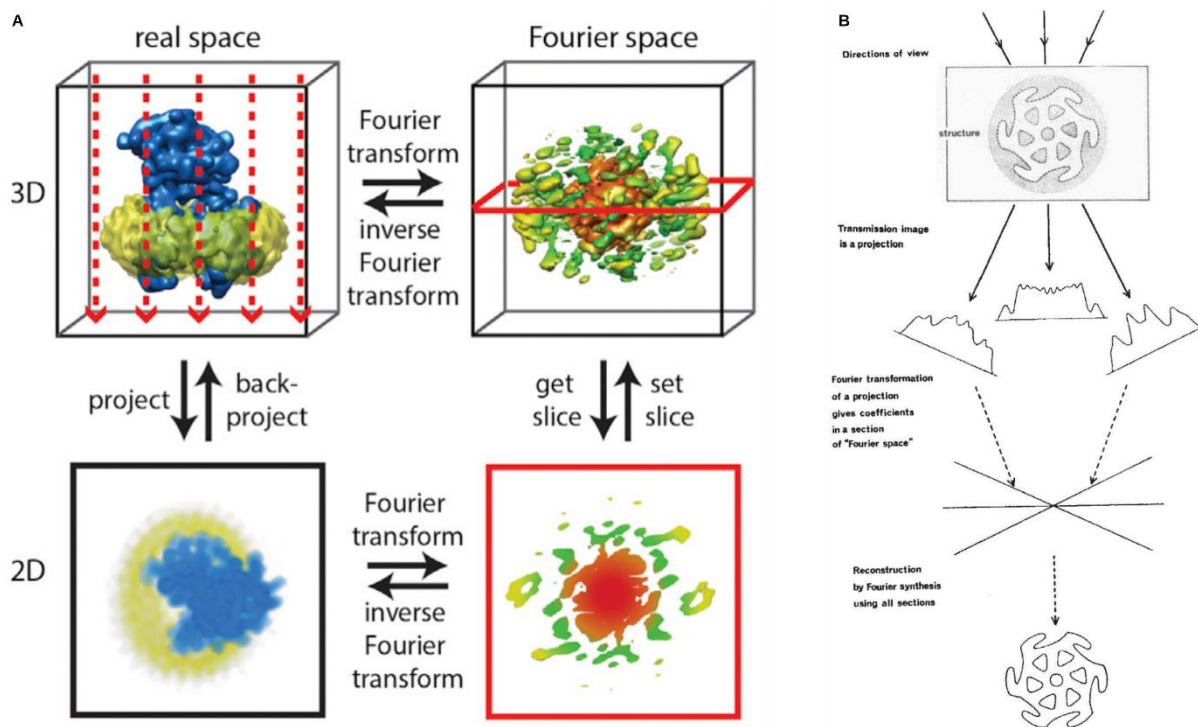 A
real space
Fourier space
3D
Fourier
transform
inverse
Fourier
transform
project
back-
project
get
slice
set
slice
2D
Fourier
transform
inverse
Fourier
transform
B
Directions of view
structure
Transmission image
is a projection
Fourier transformation
of a projection
gives coefficients
in a section
of "Fourier space"
Reconstruction
by Fourier synthesis
using all sections